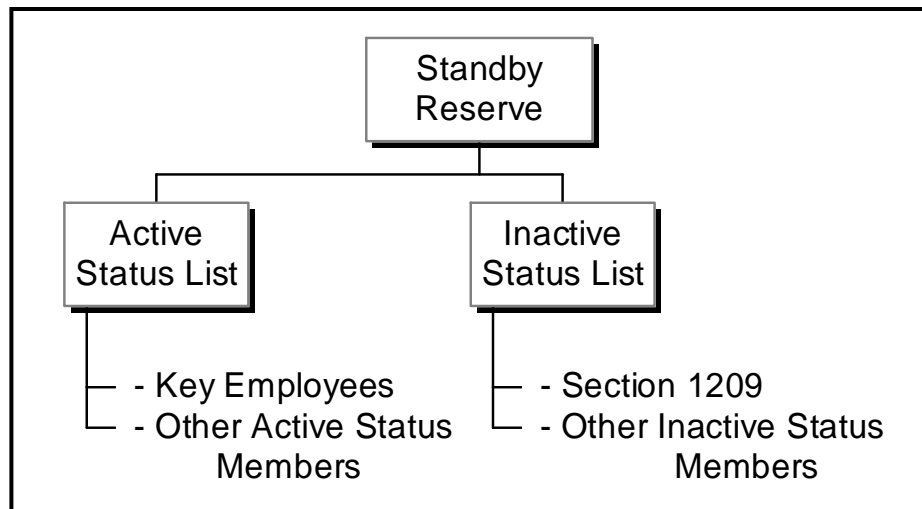 Standby
Reserve
Active
Status List
Inactive
Status List
- Key Employees
- Other Active Status
Members
- Section 1209
- Other Inactive Status
Members